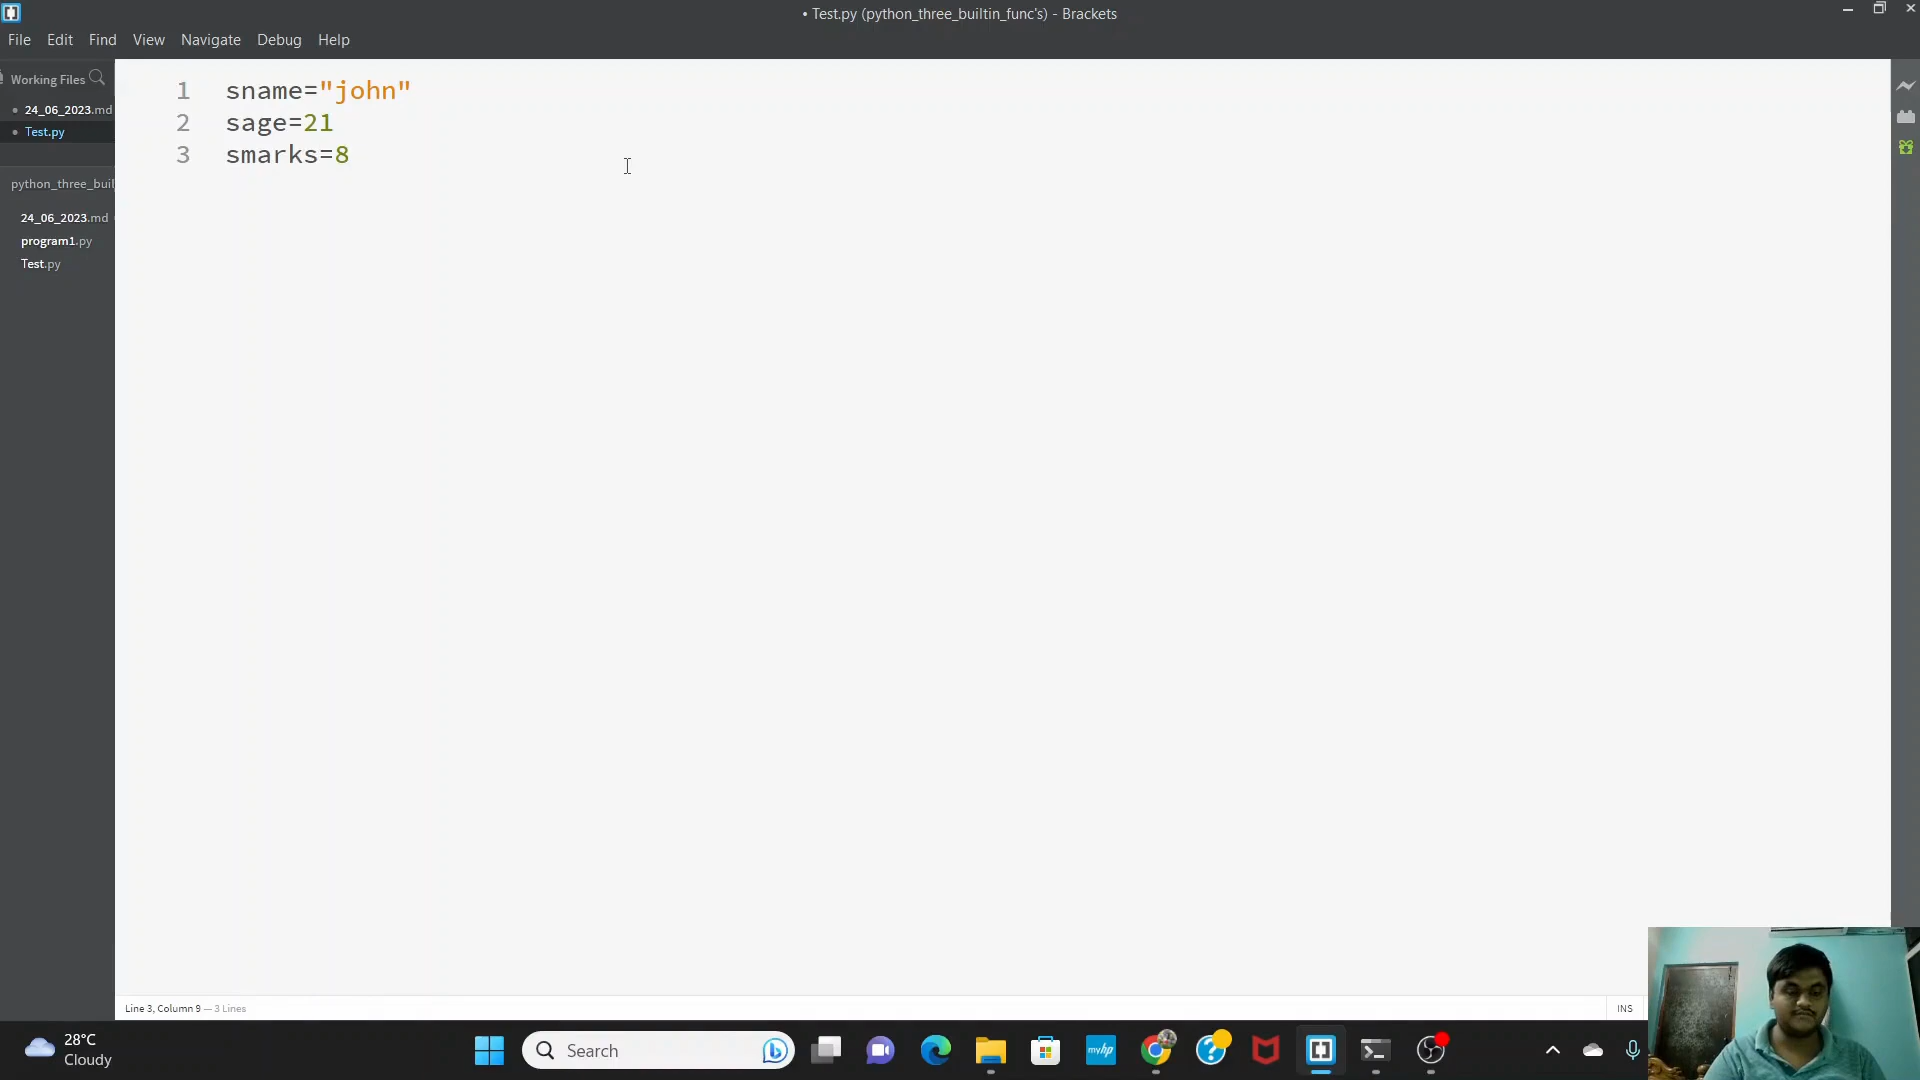 • Test.py (python_three_builtin_func's) - Brackets
File Edit Find View Navigate Debug Help
Working Files
24_06_2023.md
Test.py
python_three_buil
24_06_2023.md
program1.py
Test.py
1 sname="john"
2 sage=21
3 smarks=8
Line 3, Column 9 — 3 Lines
INS
28°C
Cloudy
Search
myhp